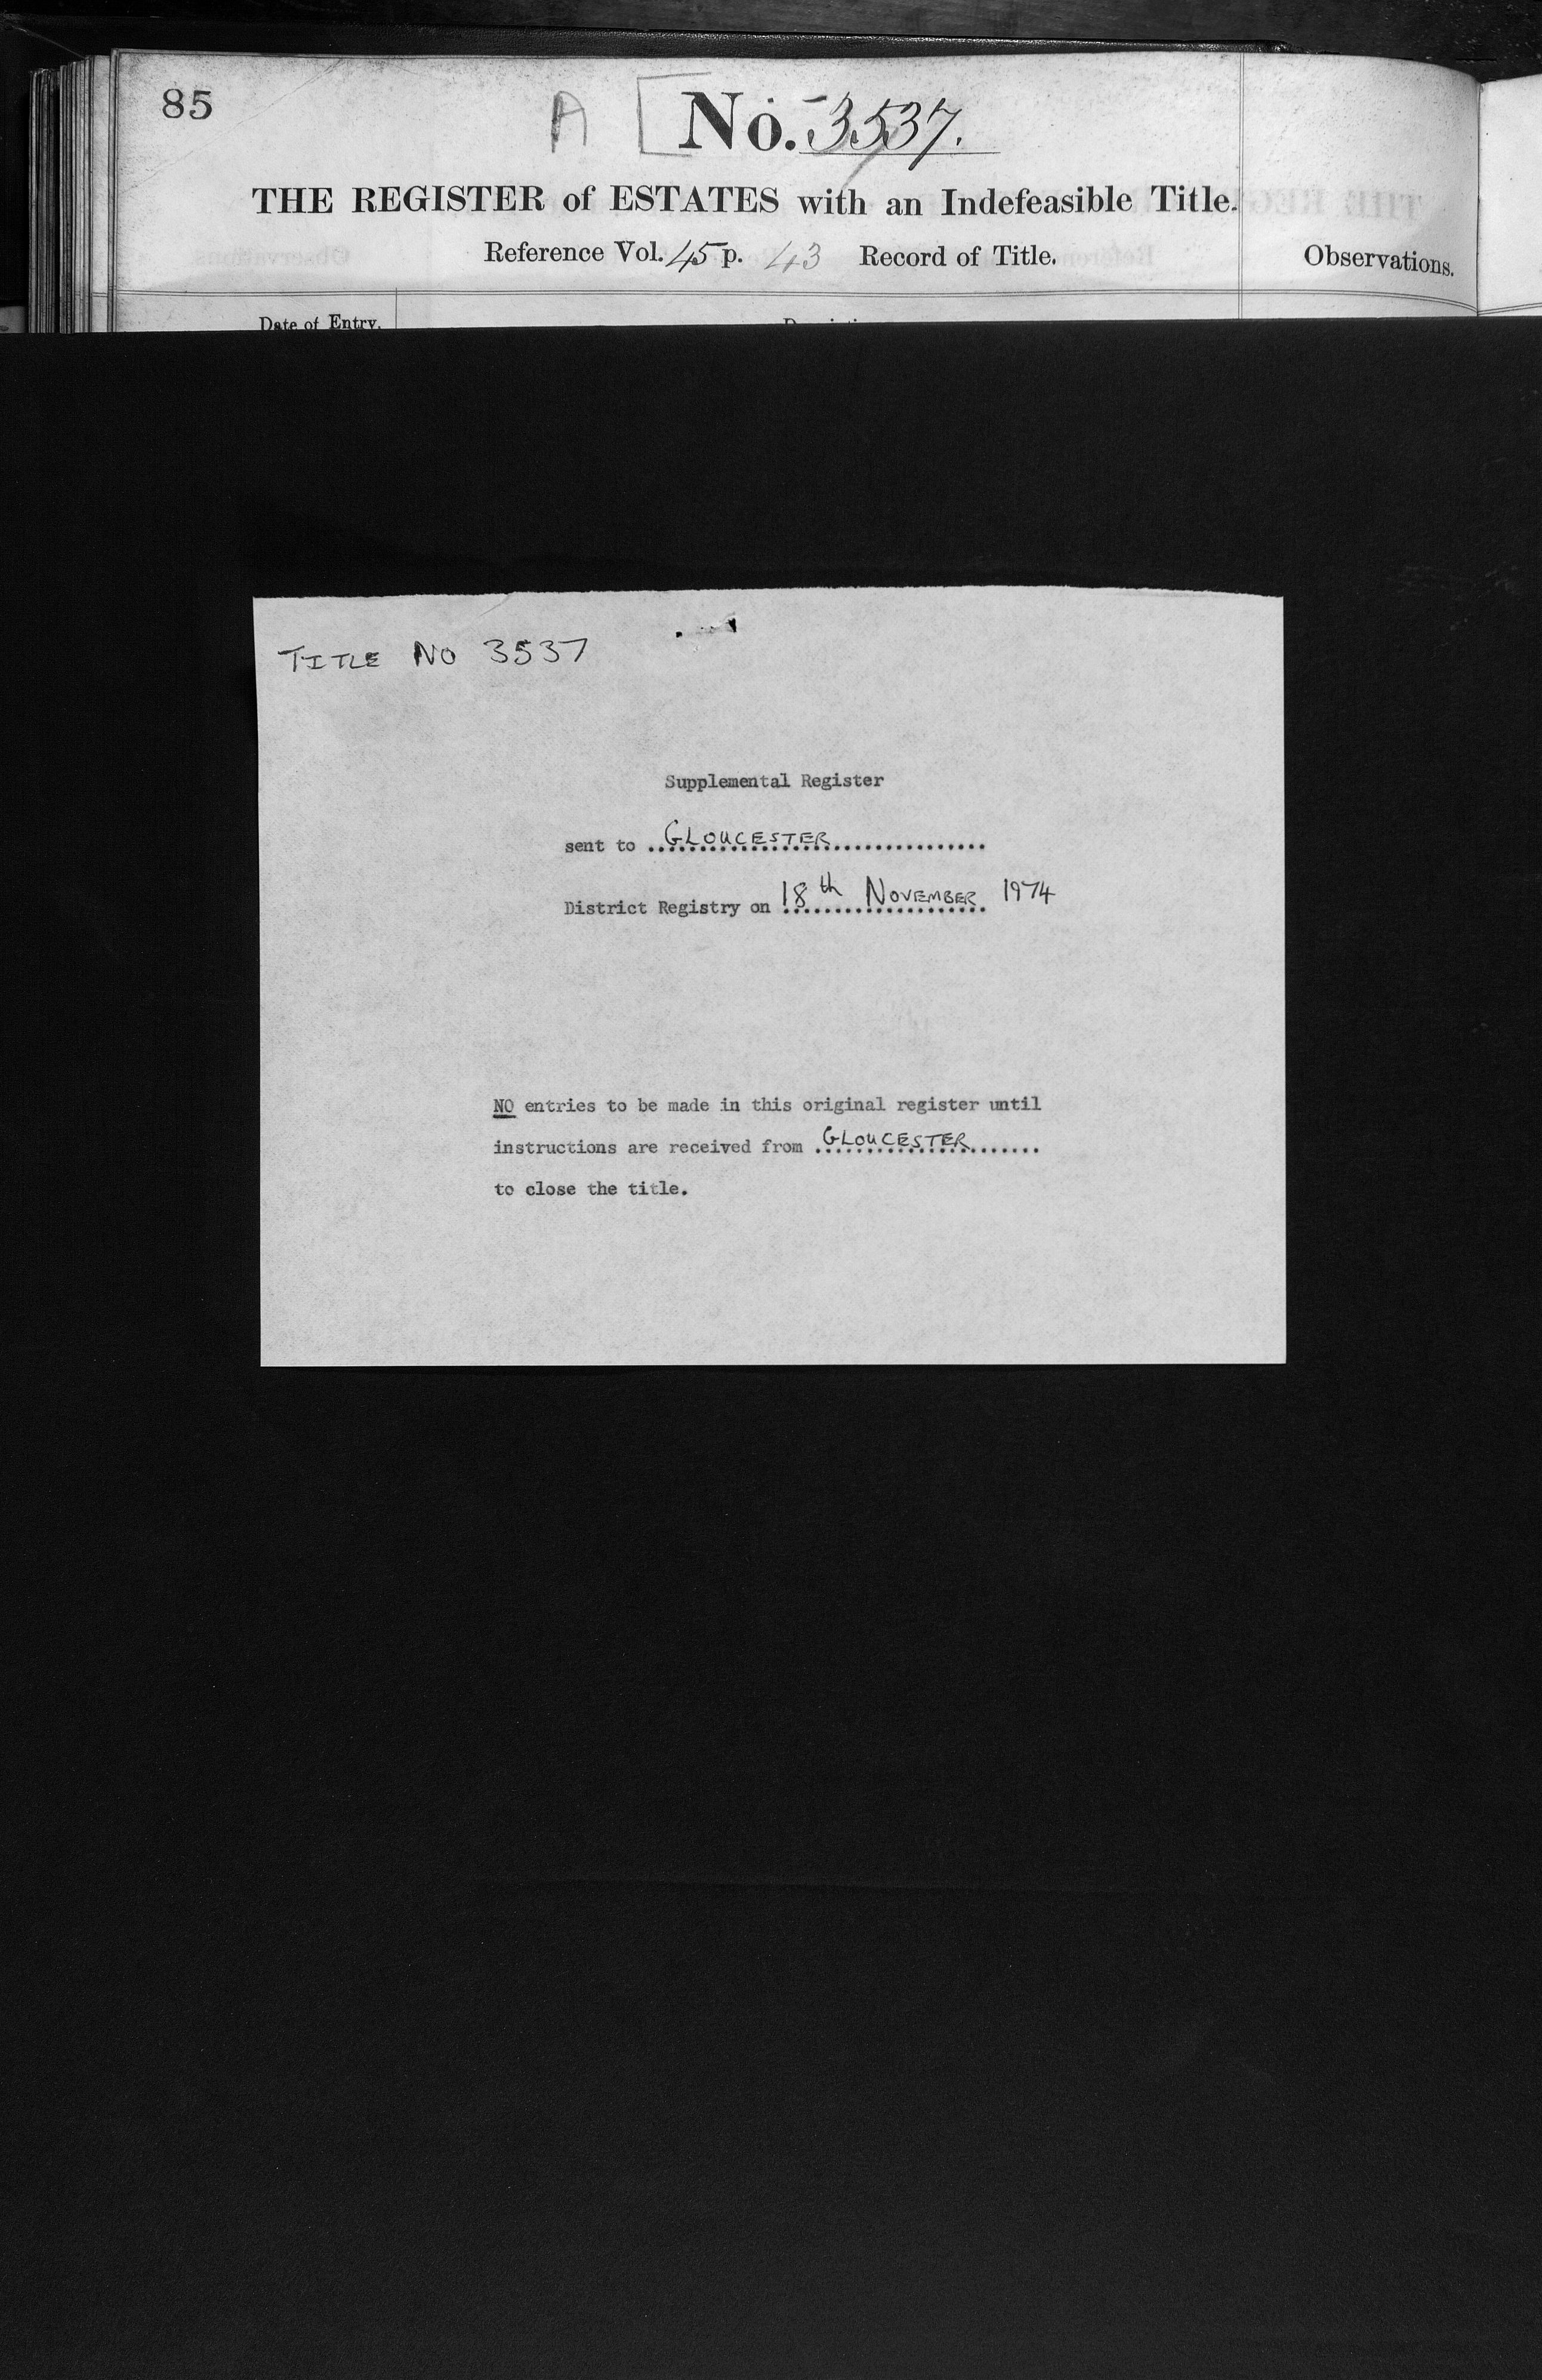 85
A [ No. 3537.
THE REGISTER of ESTATES with an Indefeasible Title.
Reference Vol. 45 p. 43 Record of Title.
Observations.
Date of Entry.
TITLE NO 3537
Supplemental Register
sent to GLOUCESTER
District Registry on 18th NOVEMBER 1974
NO entries to be made in this original register until
instructions are received from GLOUCESTER
to close the title.